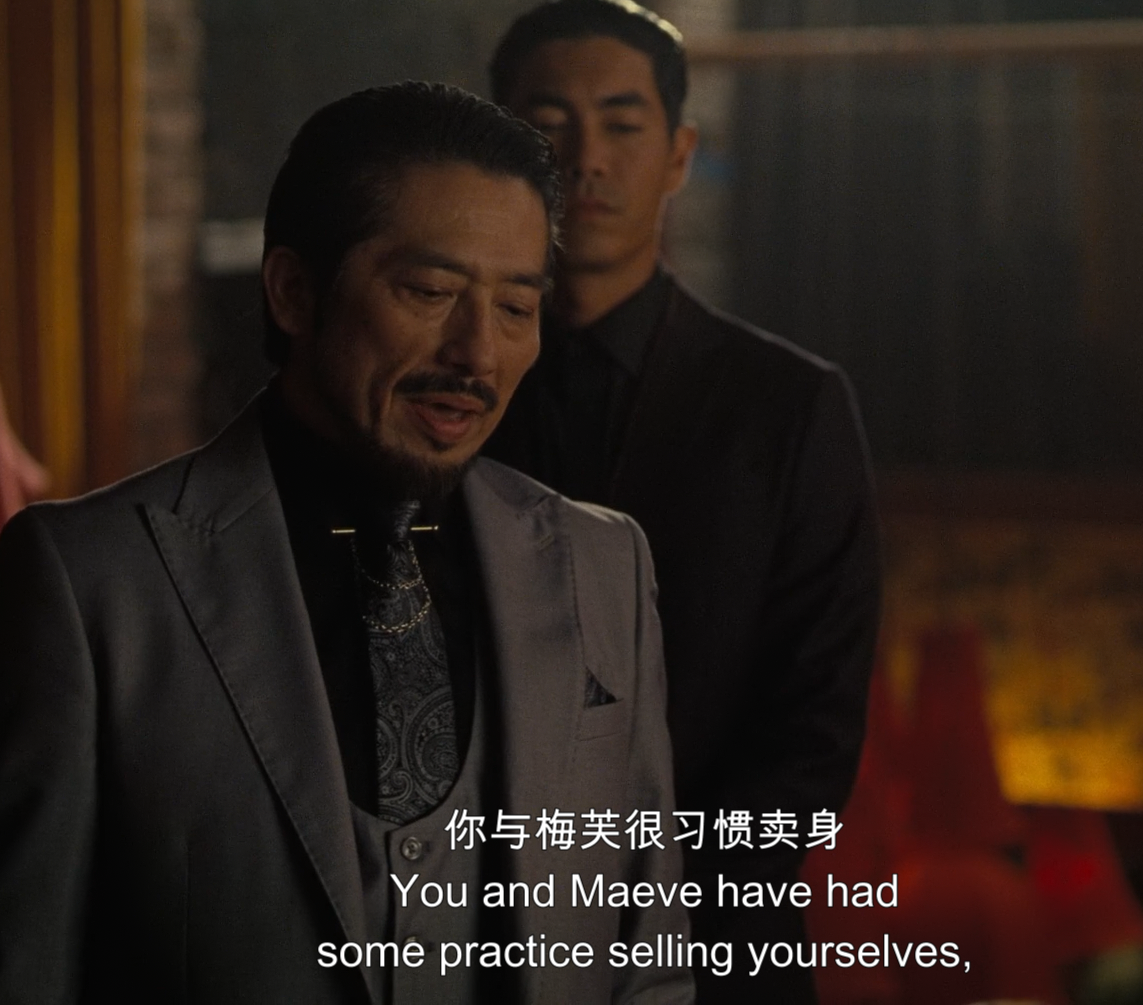 你与梅芙很习惯卖身
You and Maeve have had
some practice selling yourselves,